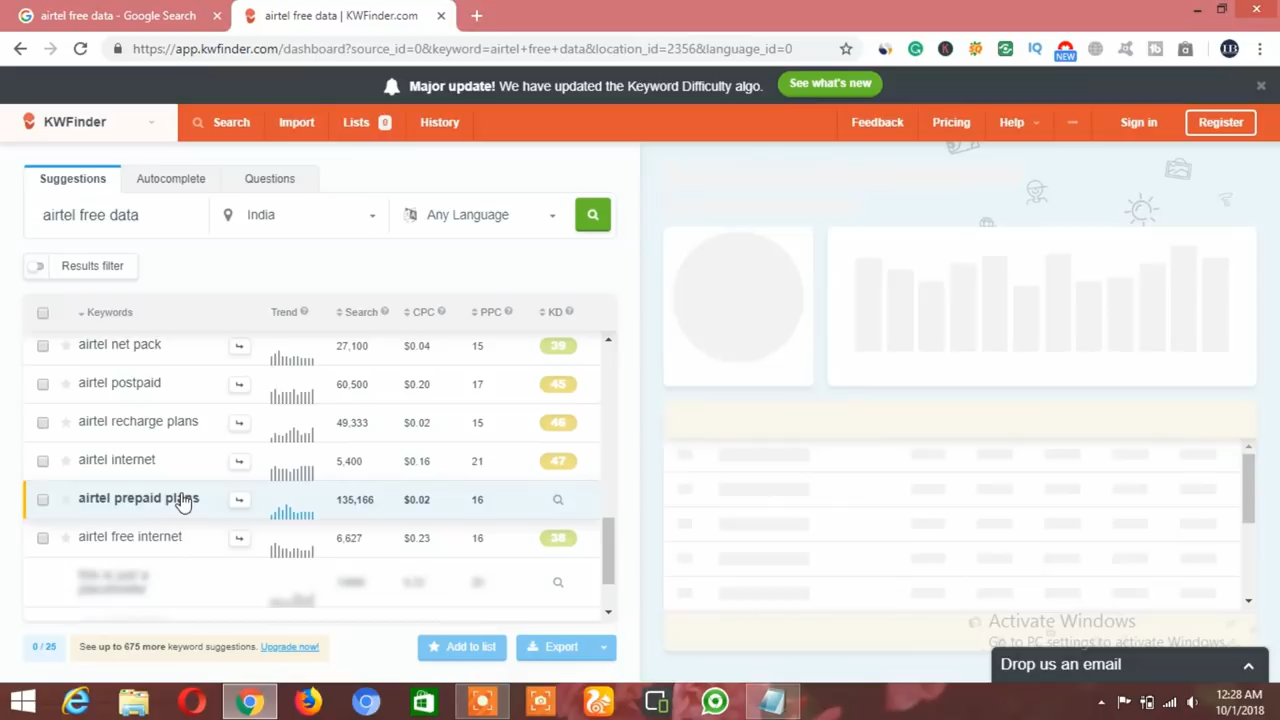 airtel free data - Google Search
airtel free data | KWFinder.com
https://app.kwfinder.com/dashboard?source_id=0&keyword=airtel+free+data&location_id=2356&language_id=0
NEW
Major update! We have updated the Keyword Difficulty algo.
See what's new
KWFinder
Search
Import
Lists 0
History
Feedback
Pricing
Help
Sign in
Register
Suggestions
Autocomplete
Questions
airtel free data
India
Any Language
Results filter
Keywords Trend Search CPC PPC KD
airtel net pack 27,100 $0.04 15 39
airtel postpaid 60,500 $0.20 17 45
airtel recharge plans 49,333 $0.02 15 46
airtel internet 5,400 $0.16 21 47
airtel prepaid plans 135,166 $0.02 16
airtel free internet 6,627 $0.23 16 38
this is just a
placeholder
0 / 25
See up to 675 more keyword suggestions. Upgrade now!
Add to list
Export
Activate Windows
Go to PC settings to activate Windows.
Drop us an email
12:28 AM
10/1/2018